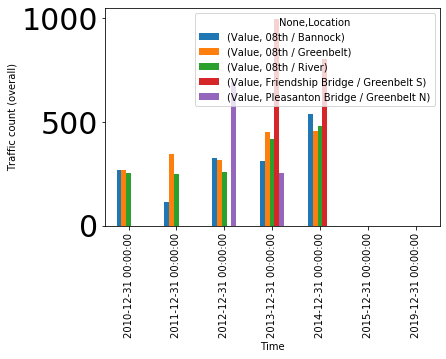 1000
500
0
Traffic count (overall)
None,Location
(Value, 08th / Bannock)
(Value, 08th / Greenbelt)
(Value, 08th / River)
(Value, Friendship Bridge / Greenbelt S)
(Value, Pleasanton Bridge / Greenbelt N)
2010-12-31 00:00:00
2011-12-31 00:00:00
2012-12-31 00:00:00
2013-12-31 00:00:00
2014-12-31 00:00:00
2015-12-31 00:00:00
2019-12-31 00:00:00
Time